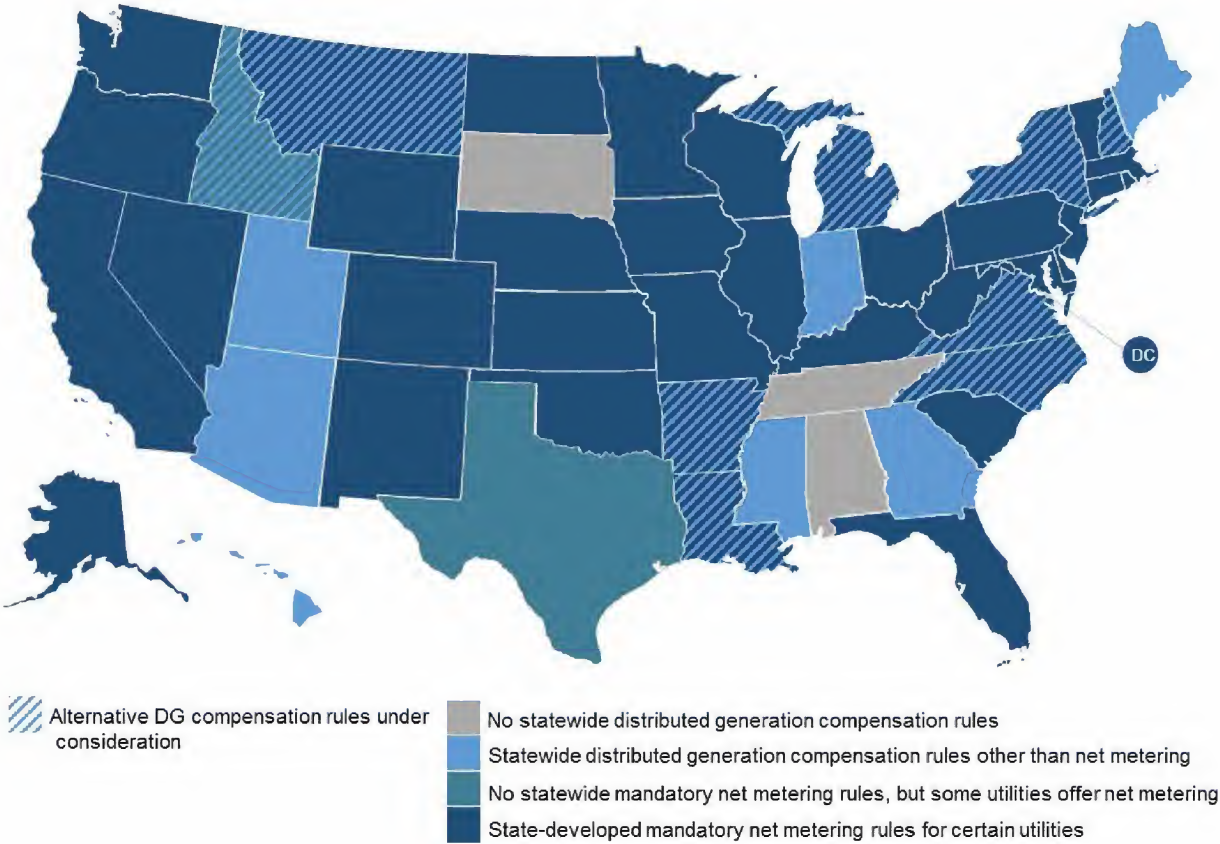 DC
Alternative DG compensation rules under
consideration
No statewide distributed generation compensation rules
Statewide distributed generation compensation rules other than net metering
No statewide mandatory net metering rules, but some utilities offer net metering
State-developed mandatory net metering rules for certain utilities